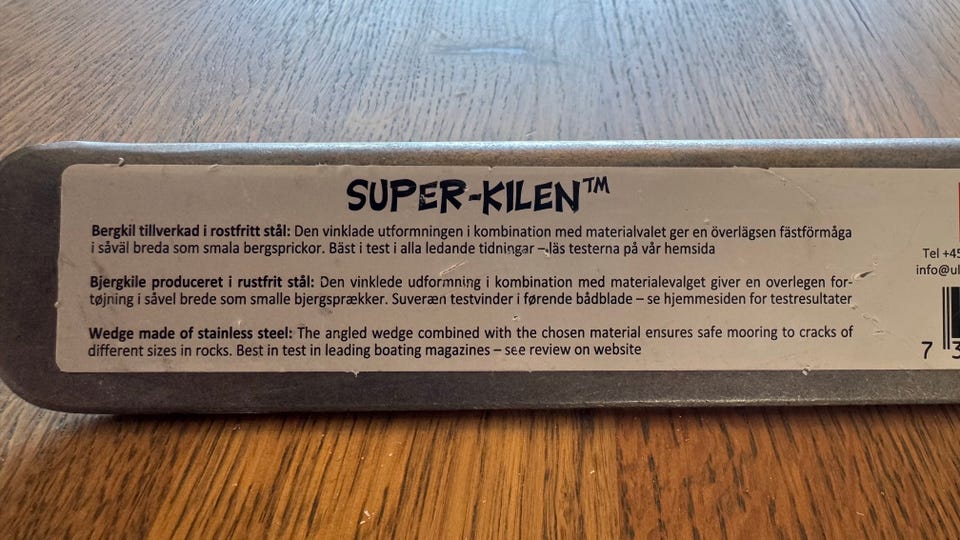 SUPER-KILEN™
Bergkil tillverkad i rostfritt stål: Den vinklade utformningen i kombination med materialvalet ger en överlägsen fästförmåga
i såväl breda som smala bergsprickor. Bäst i test i alla ledande tidningar –läs testerna på vår hemsida
Bjergkile produceret i rustfrit stål: Den vinklede udformning i kombination med materialevalget giver en overlegen for-
tøjning i såvel brede som smalle bjergsprækker. Suveræn testvinder i førende bådblade – se hjemmesiden for testresultater
Wedge made of stainless steel: The angled wedge combined with the chosen material ensures safe mooring to cracks of
different sizes in rocks. Best in test in leading boating magazines – see review on website
Tel +45
info@ul
7 3